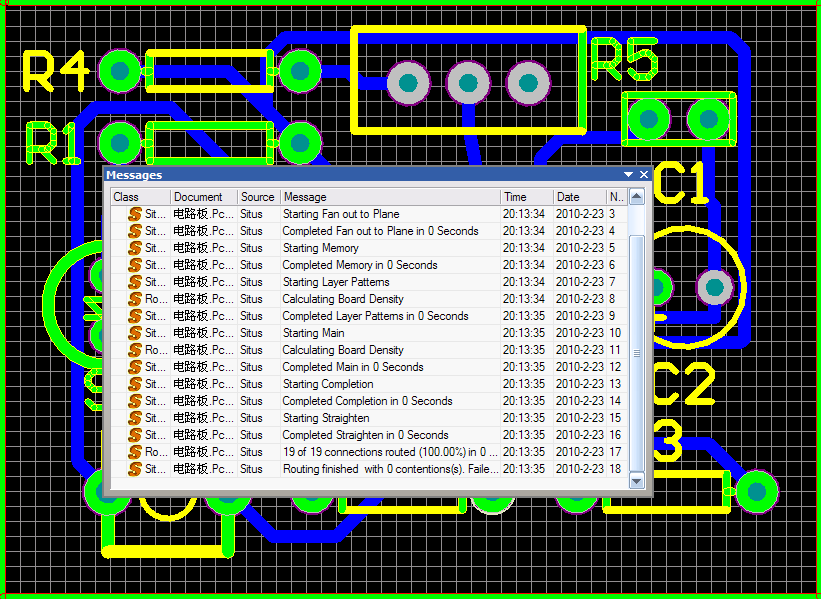 R4
R5
R1
Messages
Class Document Source Message Time Date N..
Sit... 电路板.Pc... Situs Starting Fan out to Plane 20:13:34 2010-2-23 3
Sit... 电路板.Pc... Situs Completed Fan out to Plane in 0 Seconds 20:13:34 2010-2-23 4
Sit... 电路板.Pc... Situs Starting Memory 20:13:34 2010-2-23 5
Sit... 电路板.Pc... Situs Completed Memory in 0 Seconds 20:13:34 2010-2-23 6
Sit... 电路板.Pc... Situs Starting Layer Patterns 20:13:34 2010-2-23 7
Ro... 电路板.Pc... Situs Calculating Board Density 20:13:34 2010-2-23 8
Sit... 电路板.Pc... Situs Completed Layer Patterns in 0 Seconds 20:13:35 2010-2-23 9
Sit... 电路板.Pc... Situs Starting Main 20:13:35 2010-2-23 10
Ro... 电路板.Pc... Situs Calculating Board Density 20:13:35 2010-2-23 11
Sit... 电路板.Pc... Situs Completed Main in 0 Seconds 20:13:35 2010-2-23 12
Sit... 电路板.Pc... Situs Starting Completion 20:13:35 2010-2-23 13
Sit... 电路板.Pc... Situs Completed Completion in 0 Seconds 20:13:35 2010-2-23 14
Sit... 电路板.Pc... Situs Starting Straighten 20:13:35 2010-2-23 15
Sit... 电路板.Pc... Situs Completed Straighten in 0 Seconds 20:13:35 2010-2-23 16
Ro... 电路板.Pc... Situs 19 of 19 connections routed (100.00%) in 0 ... 20:13:35 2010-2-23 17
Sit... 电路板.Pc... Situs Routing finished with 0 contentions(s). Faile... 20:13:35 2010-2-23 18
C1
C2
3